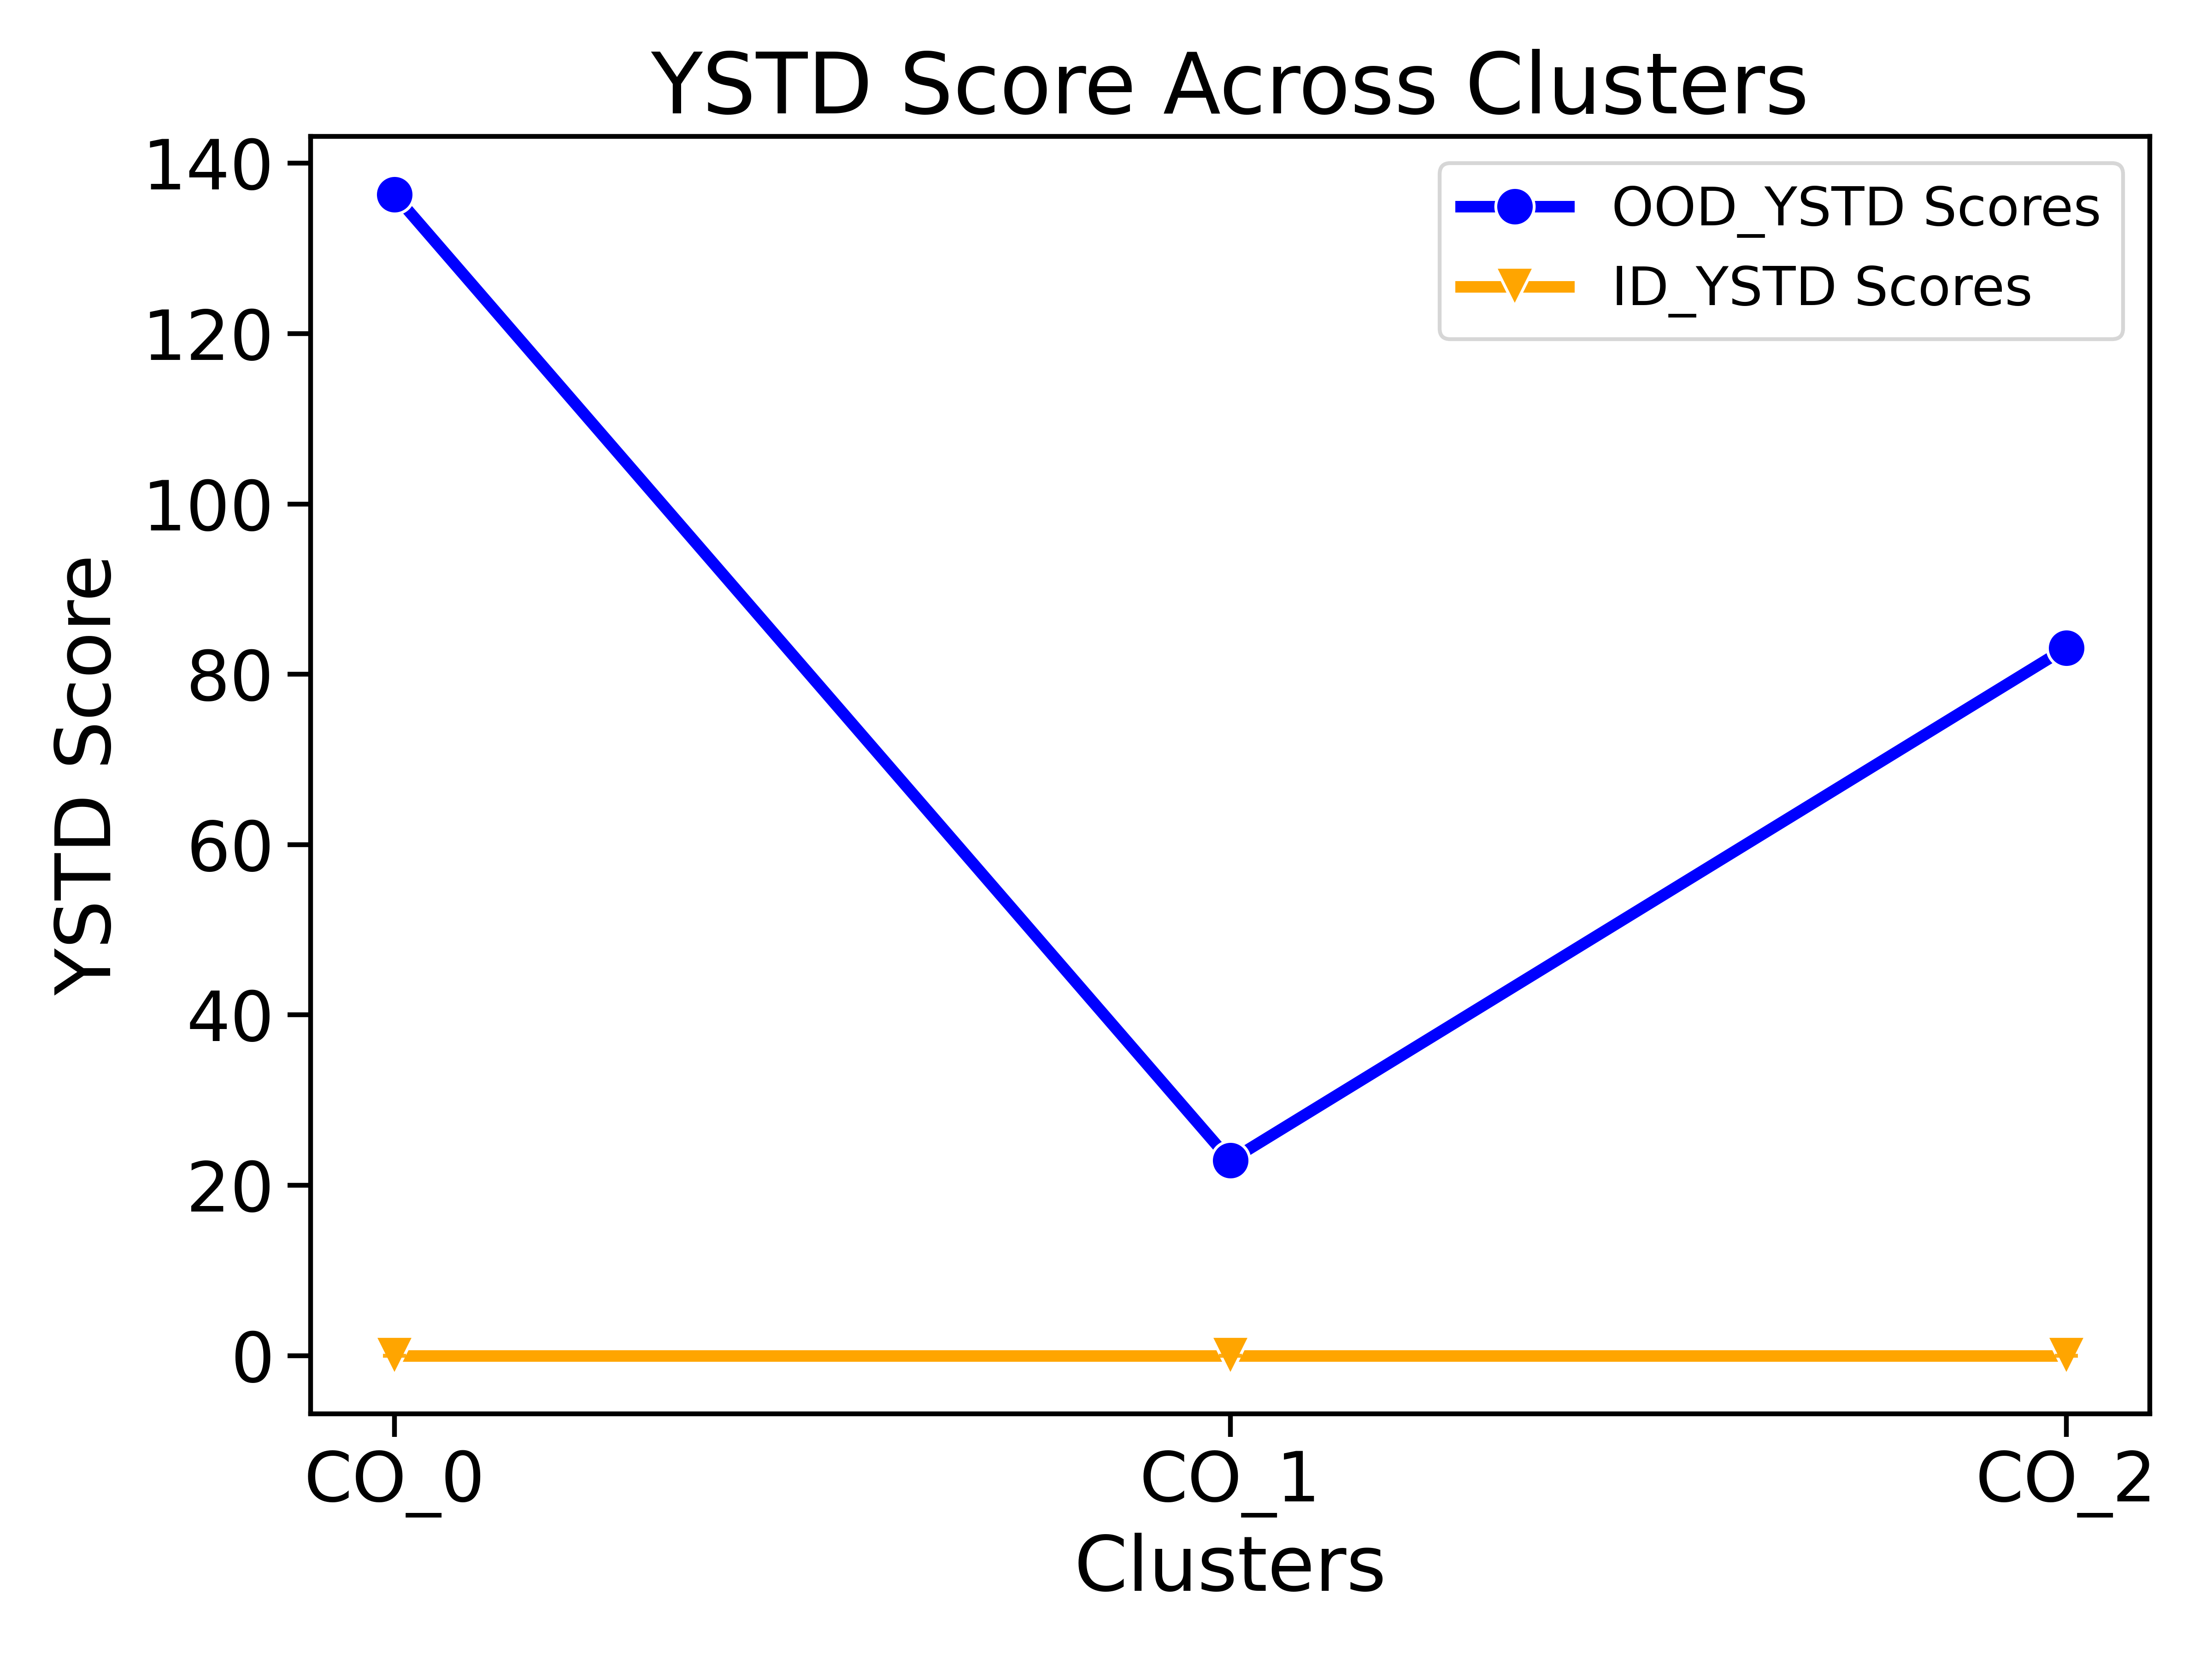 YSTD Score Across Clusters
OOD_YSTD Scores
ID_YSTD Scores
YSTD Score
140
120
100
80
60
40
20
0
CO_0
CO_1
CO_2
Clusters